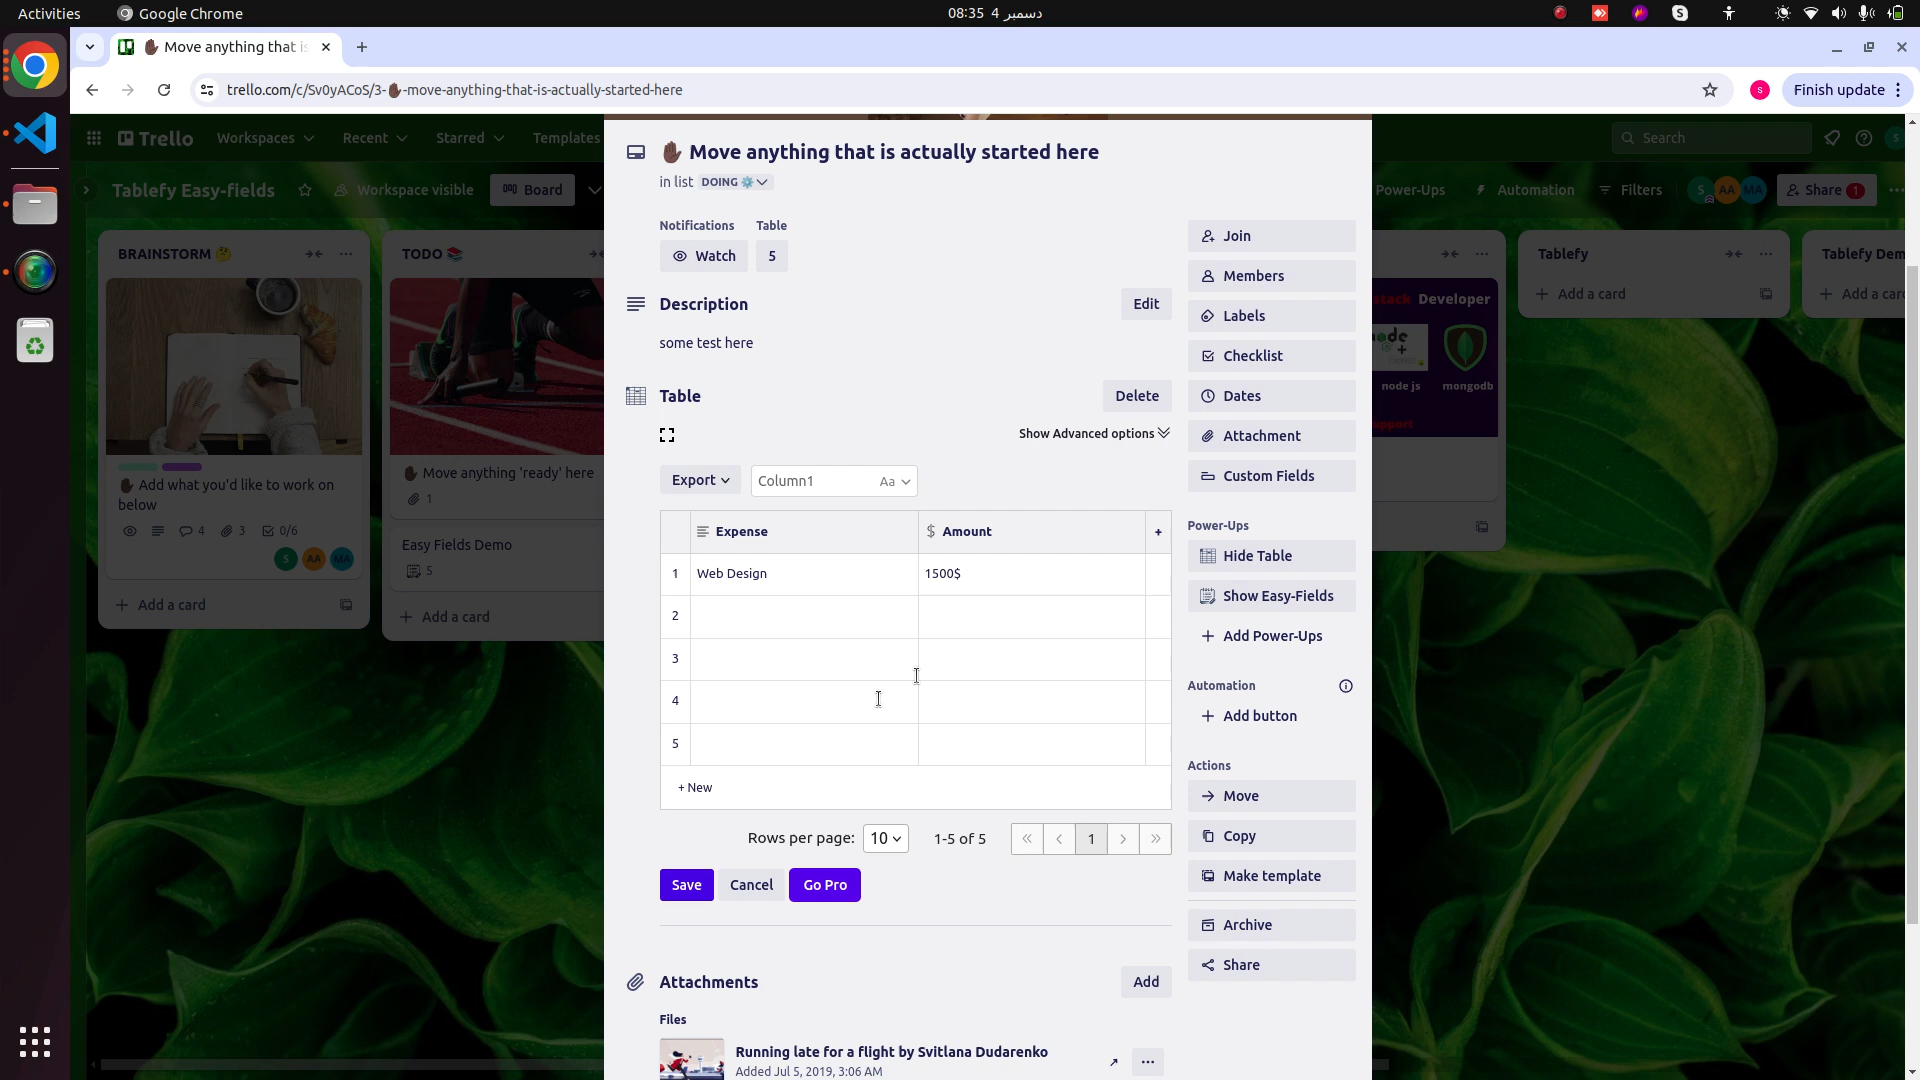 Activities
Google Chrome
08:35 4 دسمبر
Move anything that is
trello.com/c/Sv0yACoS/3-✋🏿-move-anything-that-is-actually-started-here
S
Finish update
Trello
Workspaces
Recent
Starred
Templates
Search
Tablefy Easy-fields
Workspace visible
Board
Power-Ups
Automation
Filters
S
AA
MA
Share 1
BRAINSTORM 🤔
TODO 📚
Add what you'd like to work on
below
4
3
0/6
S
AA
MA
+ Add a card
Move anything 'ready' here
1
Easy Fields Demo
5
+ Add a card
✋🏿 Move anything that is actually started here
in list DOING ⚙️
Notifications
Table
Watch
5
Description
Edit
some test here
Table
Delete
Show Advanced options
Export
Column1
Aa
Expense
$ Amount
+
1
Web Design
1500$
2
3
4
5
+ New
Rows per page:
10
1-5 of 5
«
‹
1
›
»
Save
Cancel
Go Pro
Attachments
Add
Files
Running late for a flight by Svitlana Dudarenko
Added Jul 5, 2019, 3:06 AM
Join
Members
Labels
Checklist
Dates
Attachment
Custom Fields
Power-Ups
Hide Table
Show Easy-Fields
+ Add Power-Ups
Automation
+ Add button
Actions
Move
Copy
Make template
Archive
Share
stack Developer
node js
mongodb
Tablefy
+ Add a card
Tablefy Dem
+ Add a card